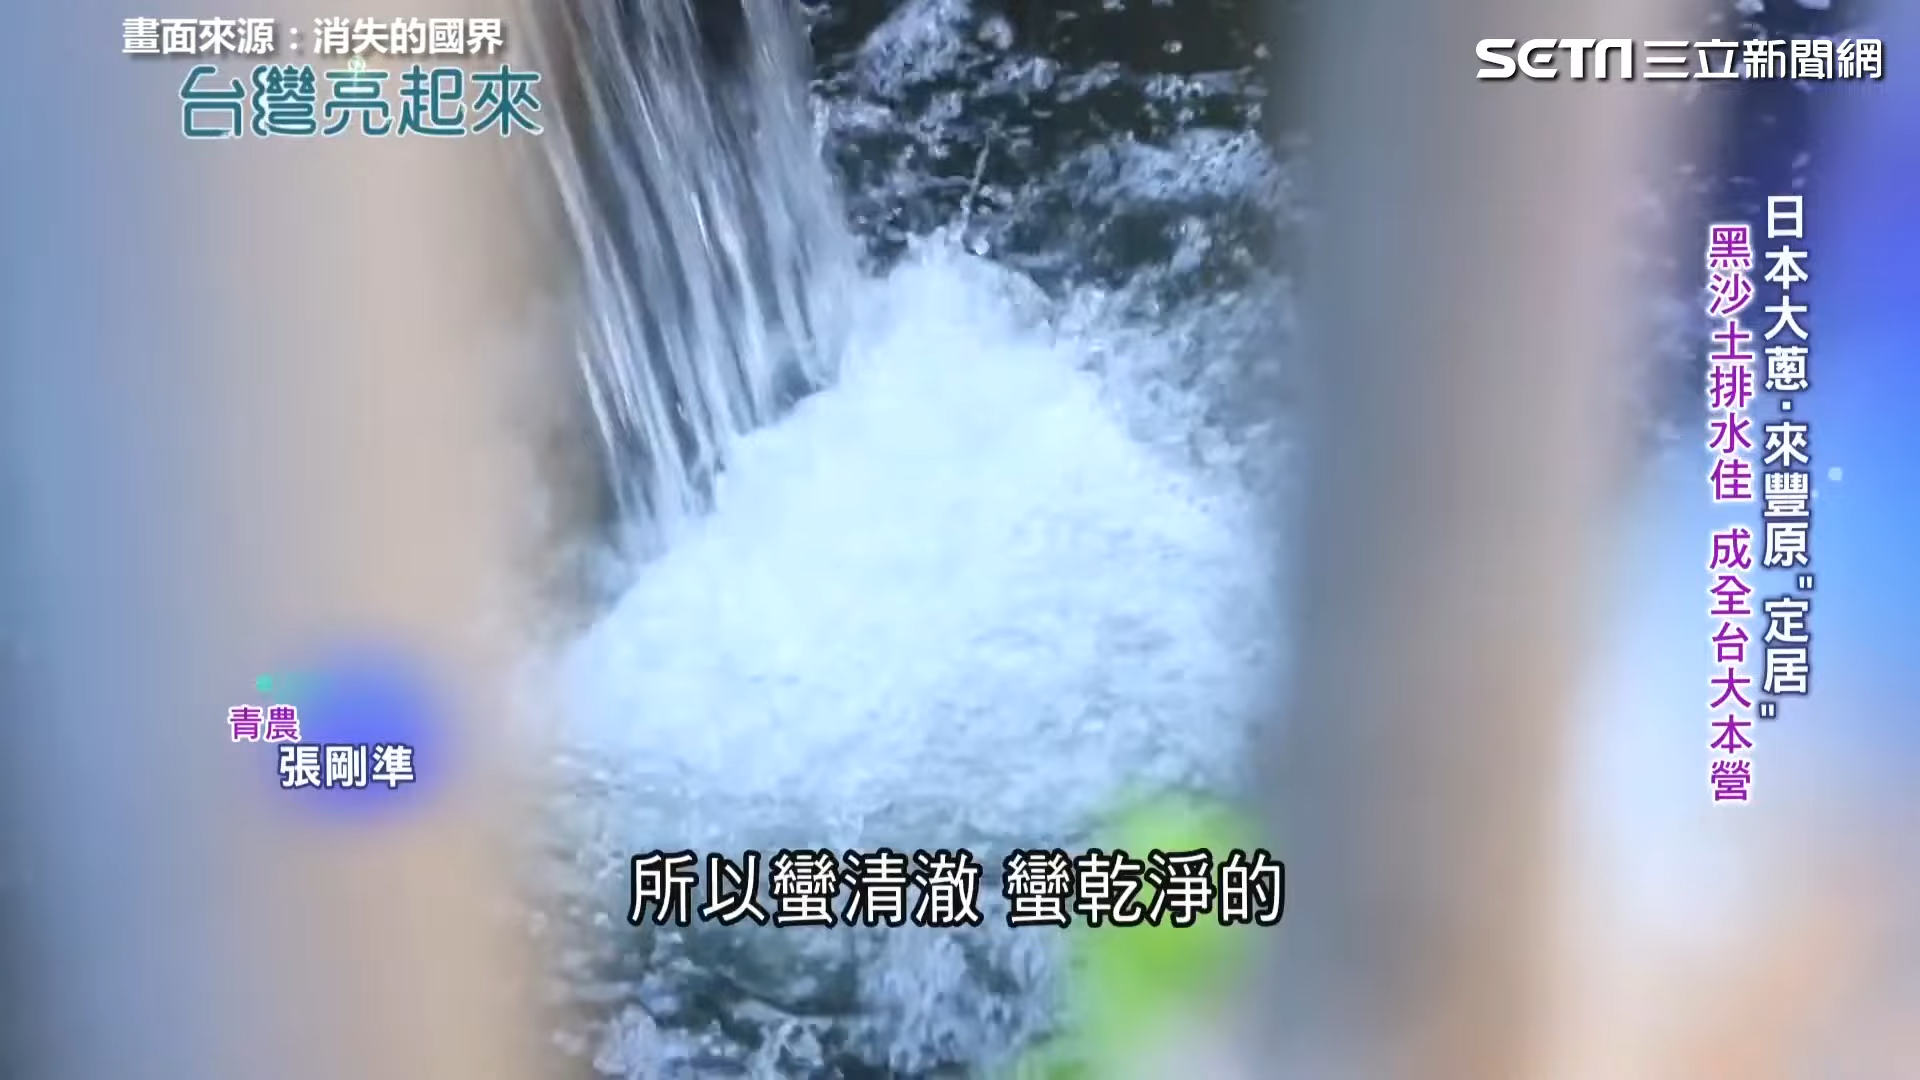 畫面來源：消失的國界
台灣亮起來
SETN三立新聞網
日本大蔥·來豐原"定居"
黑沙土排水佳 成全台大本營
青農
張剛準
所以蠻清澈 蠻乾淨的